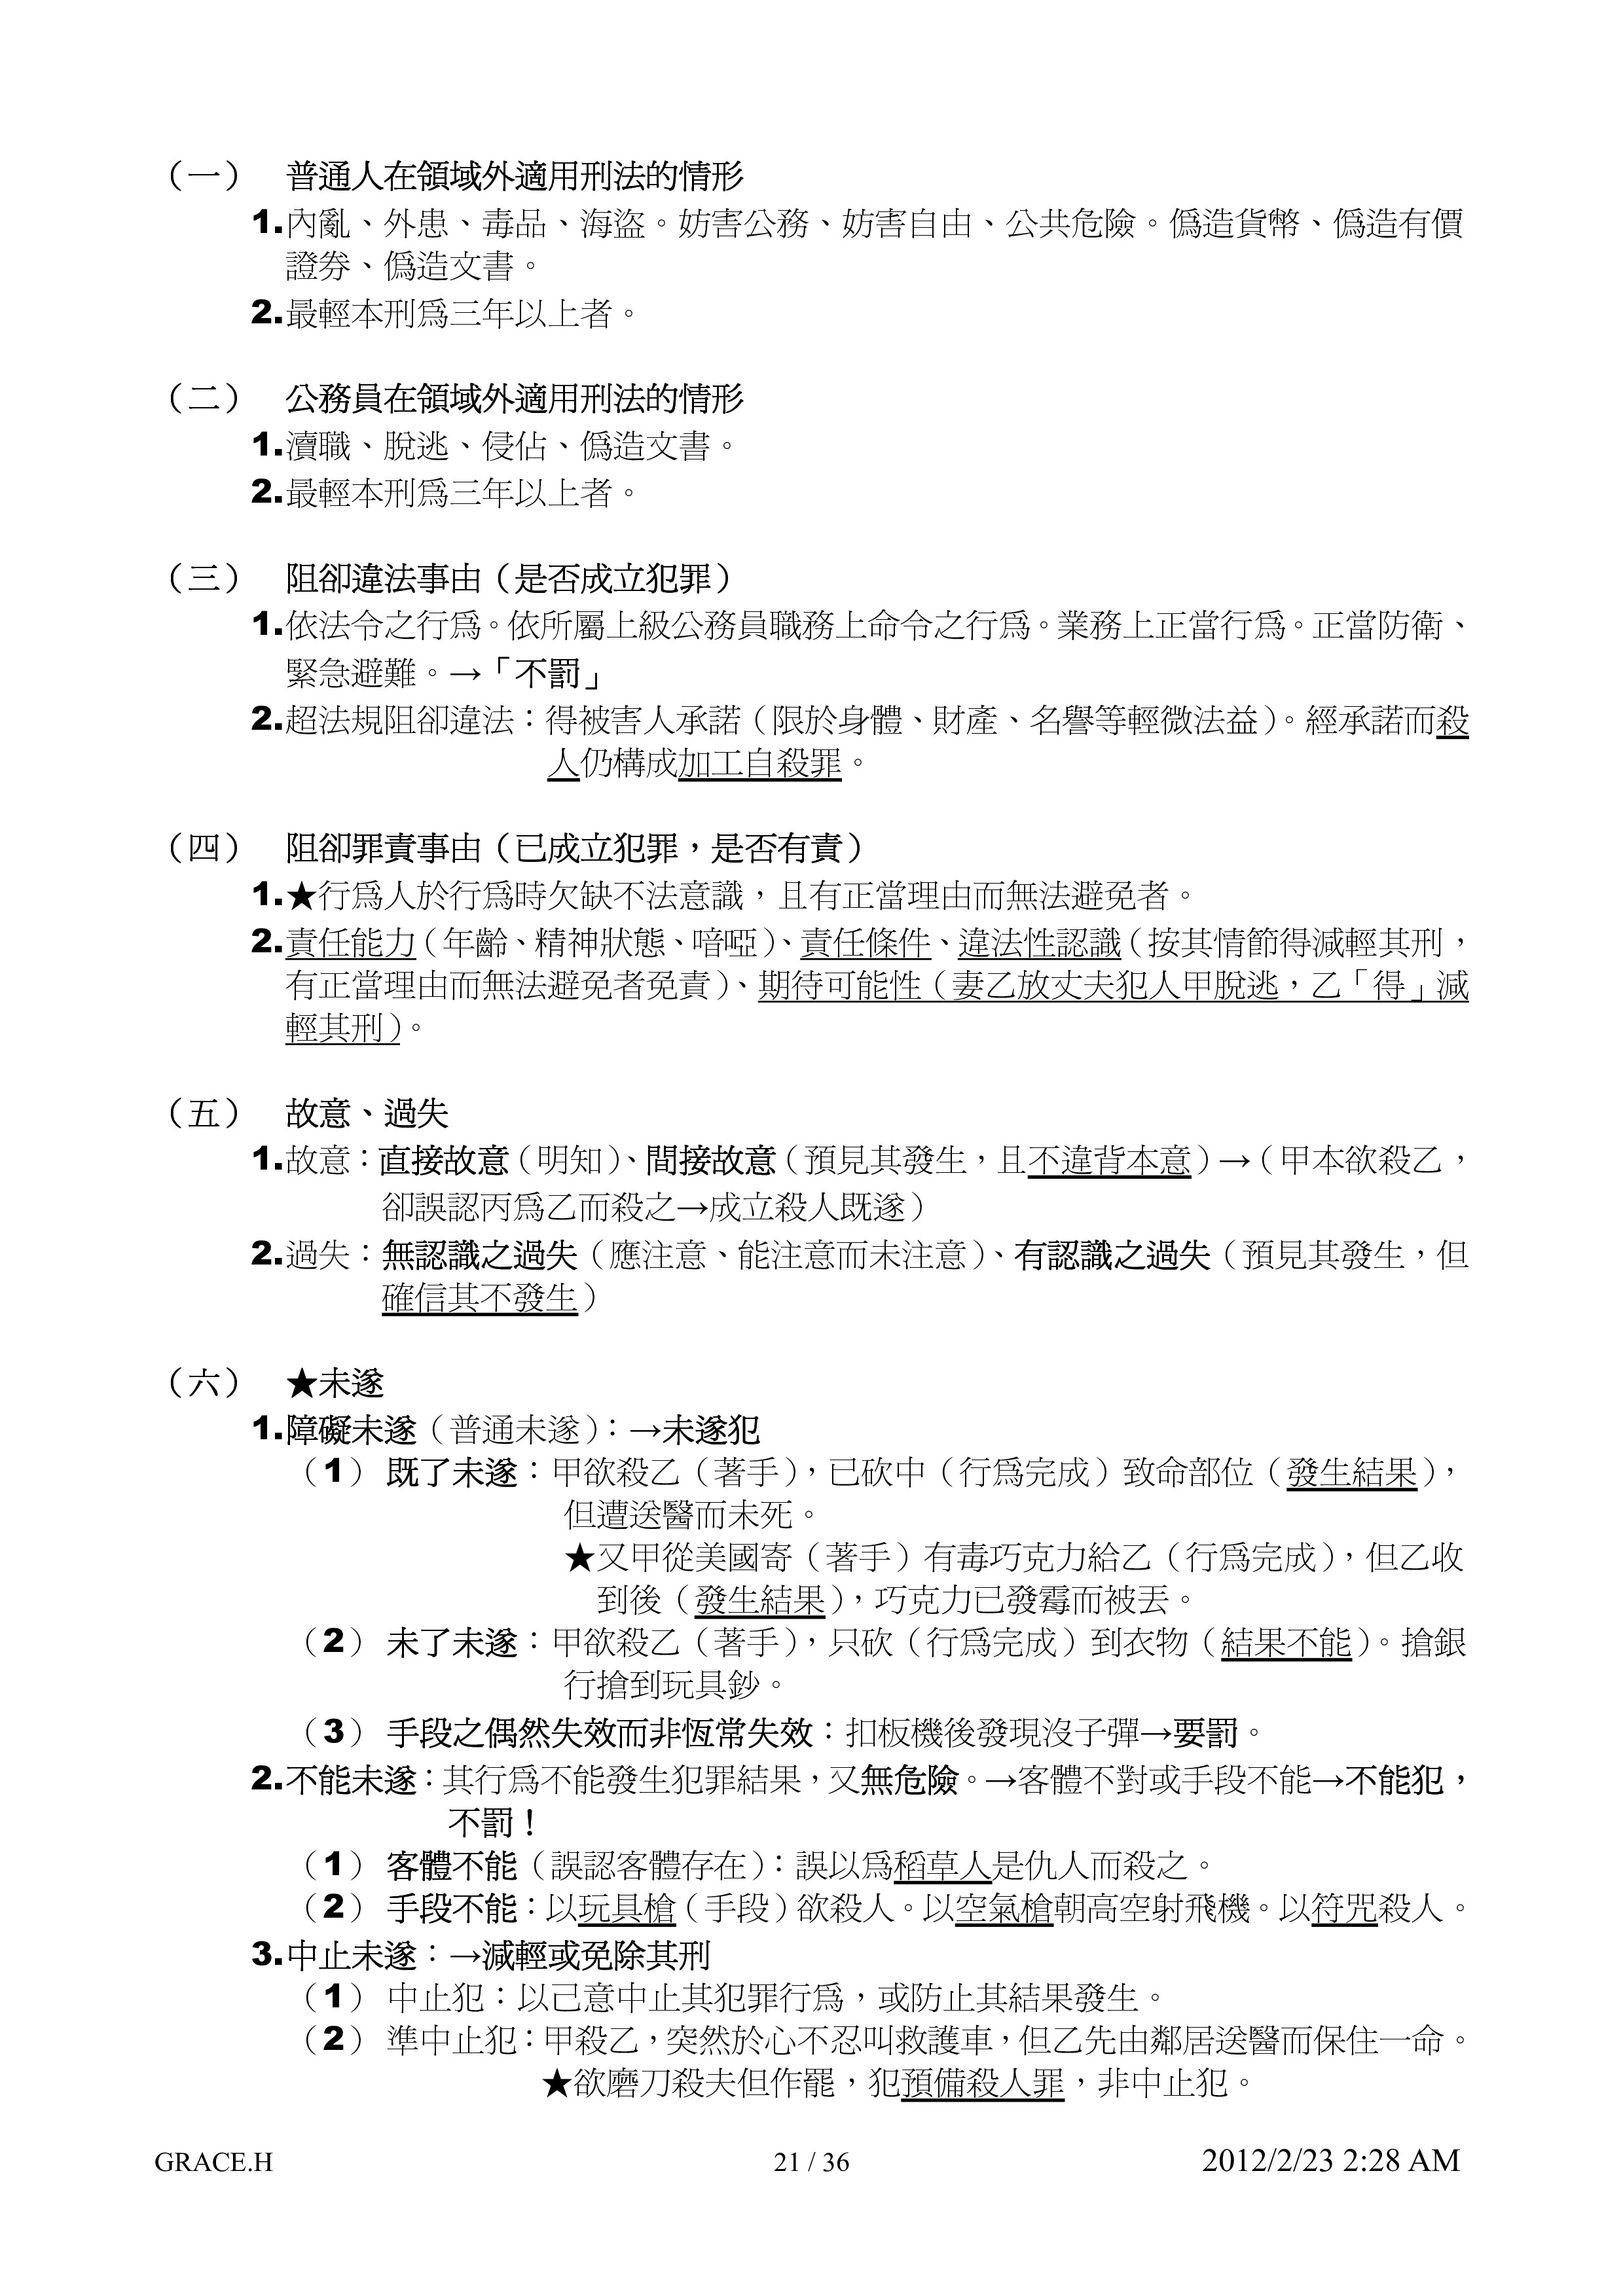 （一）　普通人在領域外適用刑法的情形
1.內亂、外患、毒品、海盜。妨害公務、妨害自由、公共危險。偽造貨幣、偽造有價
證券、偽造文書。
2.最輕本刑為三年以上者。
（二）　公務員在領域外適用刑法的情形
1.瀆職、脫逃、侵佔、偽造文書。
2.最輕本刑為三年以上者。
（三）　阻卻違法事由（是否成立犯罪）
1.依法令之行為。依所屬上級公務員職務上命令之行為。業務上正當行為。正當防衛、
緊急避難。→「不罰」
2.超法規阻卻違法：得被害人承諾（限於身體、財產、名譽等輕微法益）。經承諾而殺
人仍構成加工自殺罪。
（四）　阻卻罪責事由（已成立犯罪，是否有責）
1.★行為人於行為時欠缺不法意識，且有正當理由而無法避免者。
2.責任能力（年齡、精神狀態、喑啞）、責任條件、違法性認識（按其情節得減輕其刑，
有正當理由而無法避免者免責）、期待可能性（妻乙放丈夫犯人甲脫逃，乙「得」減
輕其刑）。
（五）　故意、過失
1.故意：直接故意（明知）、間接故意（預見其發生，且不違背本意）→（甲本欲殺乙，
卻誤認丙為乙而殺之→成立殺人既遂）
2.過失：無認識之過失（應注意、能注意而未注意）、有認識之過失（預見其發生，但
確信其不發生）
（六）　★未遂
1.障礙未遂（普通未遂）：→未遂犯
（1） 既了未遂：甲欲殺乙（著手），已砍中（行為完成）致命部位（發生結果），
但遭送醫而未死。
★又甲從美國寄（著手）有毒巧克力給乙（行為完成），但乙收
到後（發生結果），巧克力已發霉而被丟。
（2） 未了未遂：甲欲殺乙（著手），只砍（行為完成）到衣物（結果不能）。搶銀
行搶到玩具鈔。
（3） 手段之偶然失效而非恆常失效：扣板機後發現沒子彈→要罰。
2.不能未遂：其行為不能發生犯罪結果，又無危險。→客體不對或手段不能→不能犯，
不罰！
（1） 客體不能（誤認客體存在）：誤以為稻草人是仇人而殺之。
（2） 手段不能：以玩具槍（手段）欲殺人。以空氣槍朝高空射飛機。以符咒殺人。
3.中止未遂：→減輕或免除其刑
（1） 中止犯：以己意中止其犯罪行為，或防止其結果發生。
（2） 準中止犯：甲殺乙，突然於心不忍叫救護車，但乙先由鄰居送醫而保住一命。
★欲磨刀殺夫但作罷，犯預備殺人罪，非中止犯。
GRACE.H　21 / 36　2012/2/23 2:28 AM